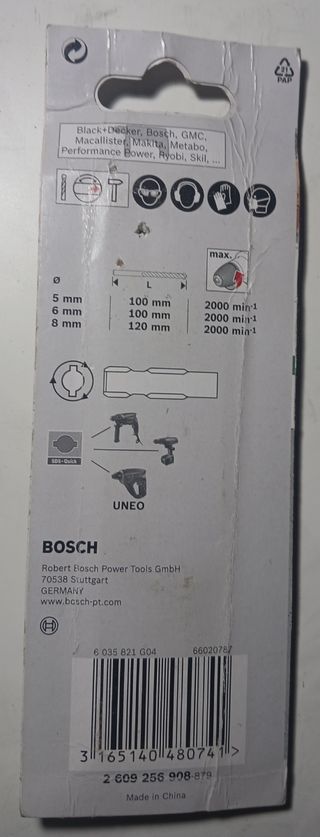 21
PAP
Black+Decker, Bosch, GMC,
Macallister, Makita, Metabo,
Performance Power, Ryobi, Skil, ...
max.
ø L
5 mm 100 mm 2000 min-1
6 mm 100 mm 2000 min-1
8 mm 120 mm 2000 min-1
SDS-Quick
UNEO
BOSCH
Robert Bosch Power Tools GmbH
70538 Stuttgart
GERMANY
www.bosch-pt.com
6 035 821 G04 66020787
3 165140 480741 >
2 609 256 908-879
Made in China